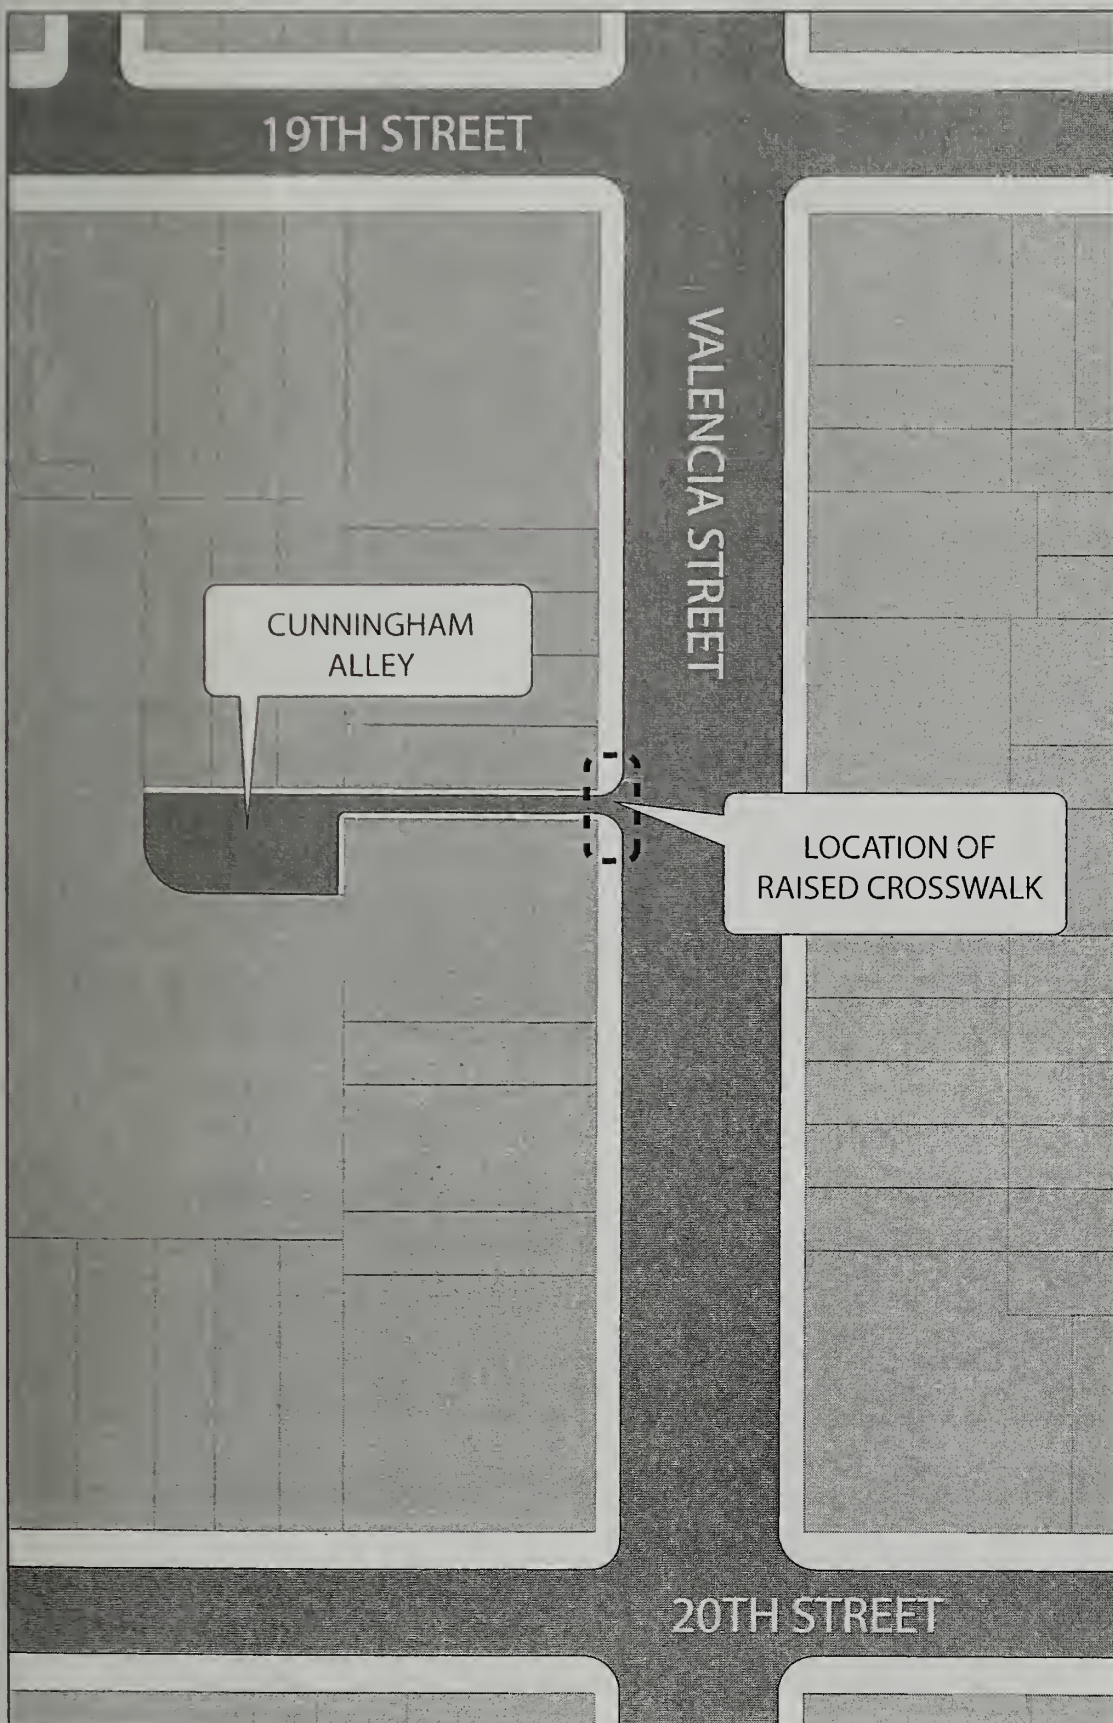 19TH STREET
VALENCIA STREET
CUNNINGHAM
ALLEY
LOCATION OF
RAISED CROSSWALK
20TH STREET